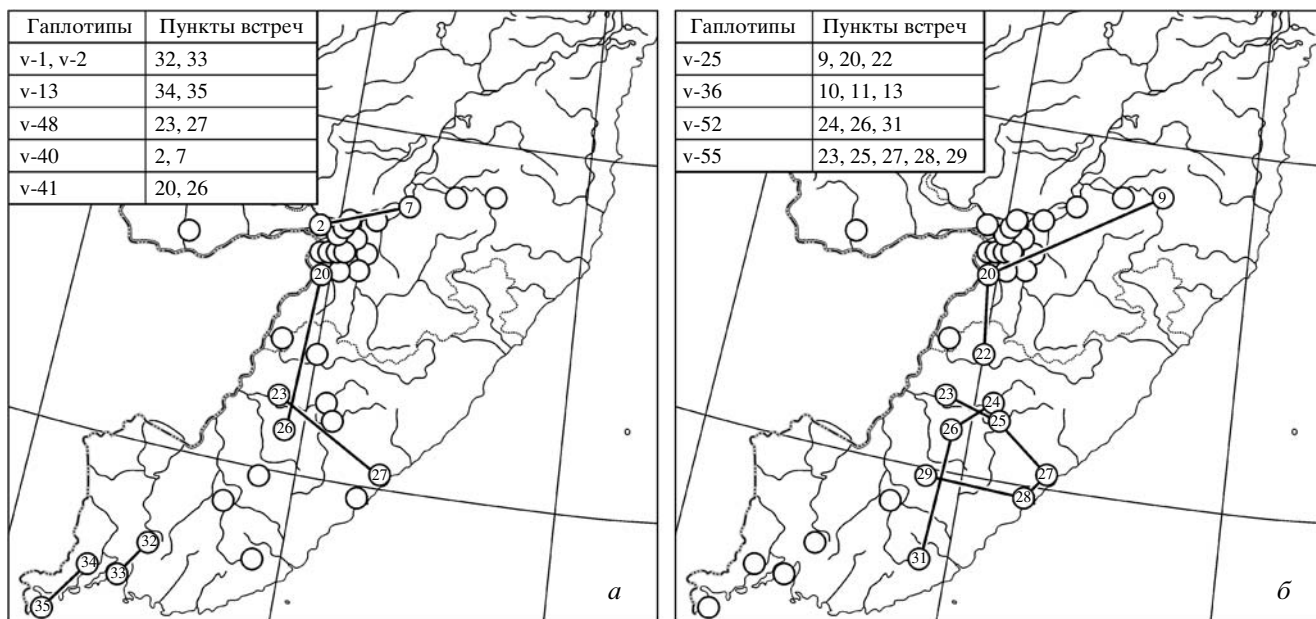 Гаплотипы Пункты встреч
v-1, v-2 32, 33
v-13 34, 35
v-48 23, 27
v-40 2, 7
v-41 20, 26
7
2
20
23
26
27
32
34
33
35
а
Гаплотипы Пункты встреч
v-25 9, 20, 22
v-36 10, 11, 13
v-52 24, 26, 31
v-55 23, 25, 27, 28, 29
9
20
22
23
24
25
26
27
29
28
31
б